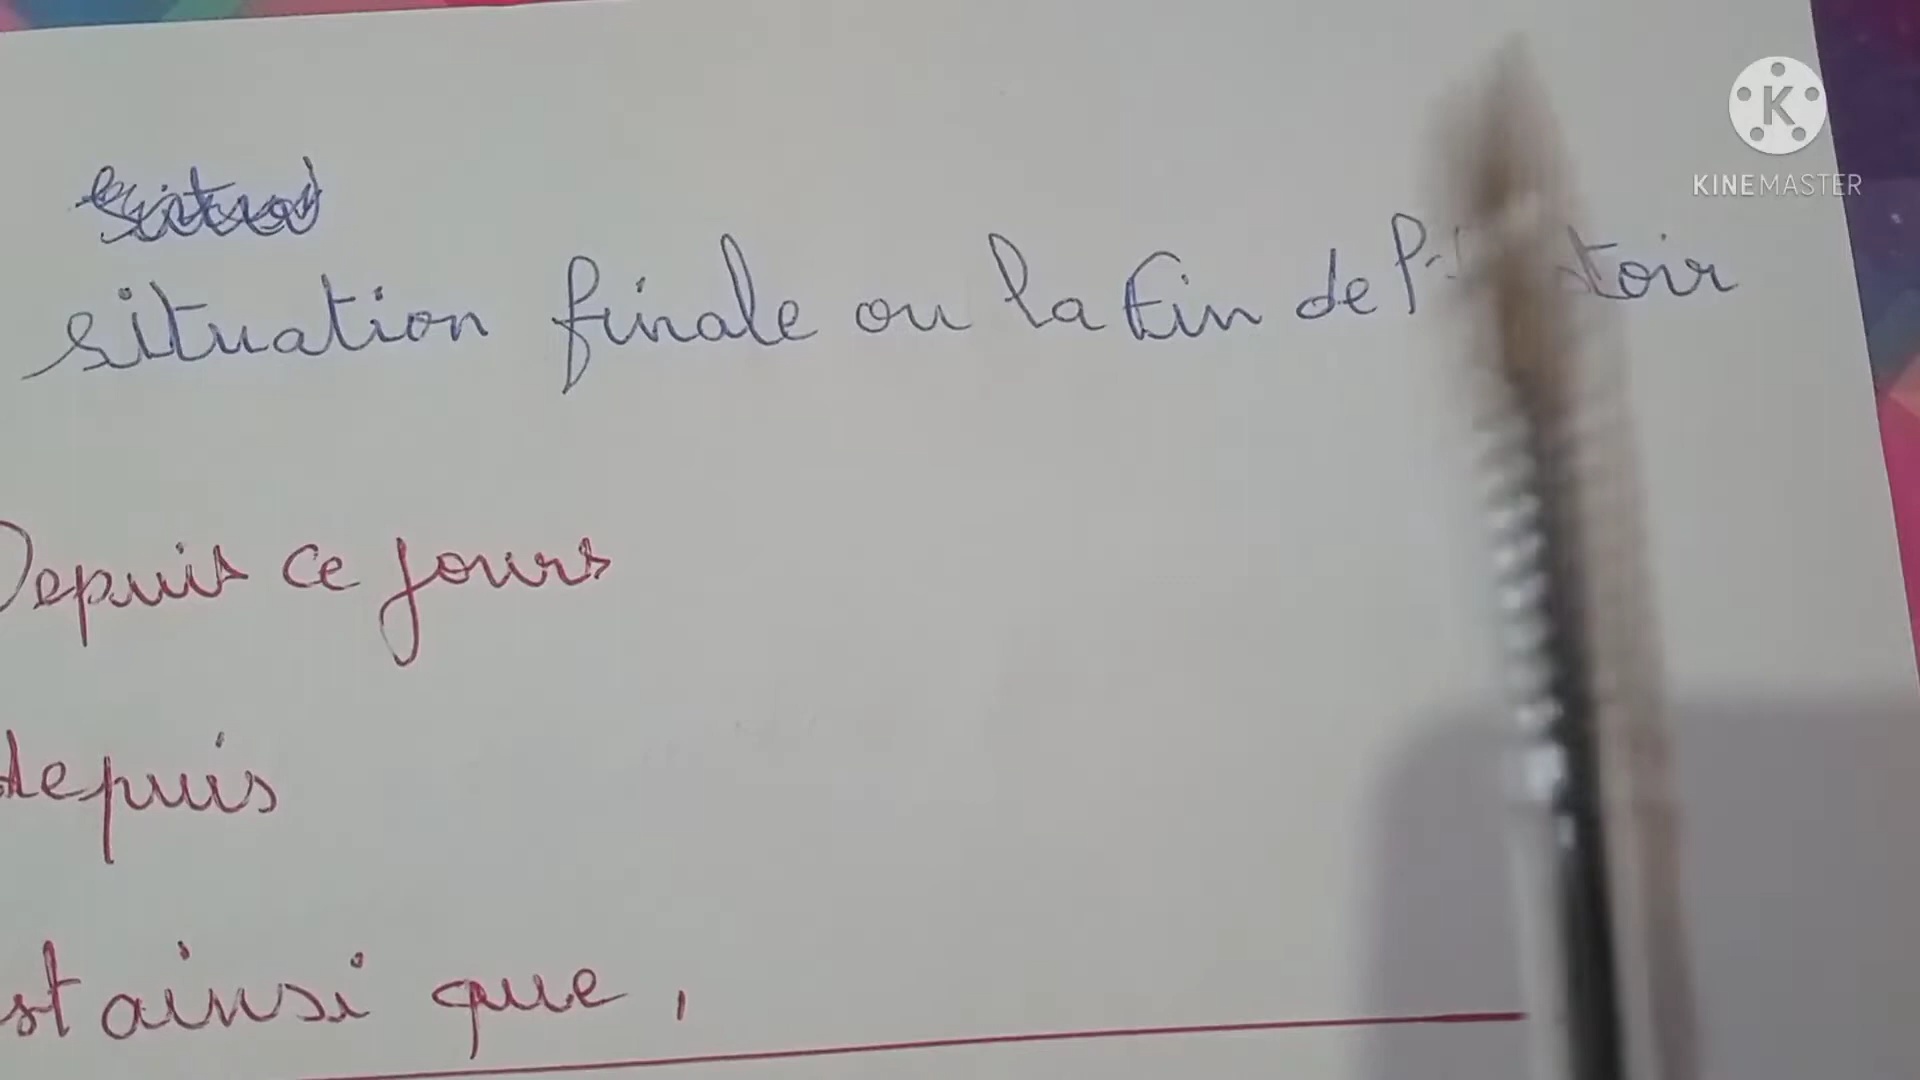 KINEMASTER
situation finale ou la fin de
Depuis ce jours
depuis
st ainsi que,